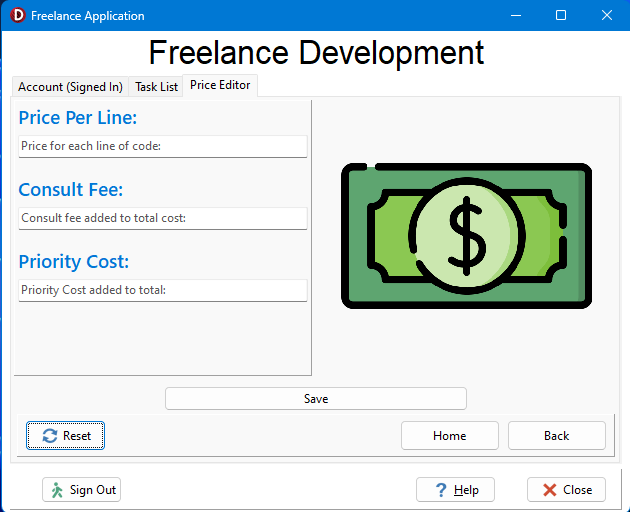 D Freelance Application
Freelance Development
Account (Signed In) Task List Price Editor
Price Per Line:
Price for each line of code:
Consult Fee:
Consult fee added to total cost:
Priority Cost:
Priority Cost added to total:
$
Save
Reset Home Back
Sign Out ? Help Close